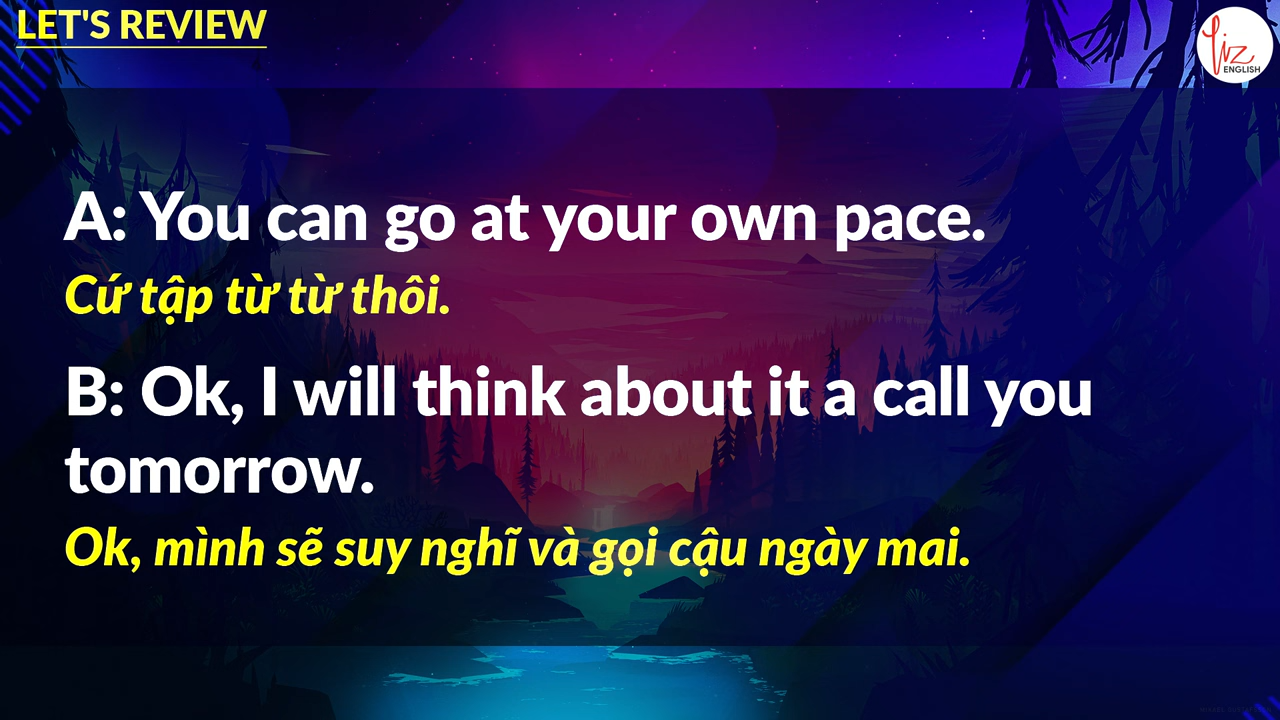 LET'S REVIEW
Liz
ENGLISH
A: You can go at your own pace.
Cứ tập từ từ thôi.
B: Ok, I will think about it a call you
tomorrow.
Ok, mình sẽ suy nghĩ và gọi cậu ngày mai.